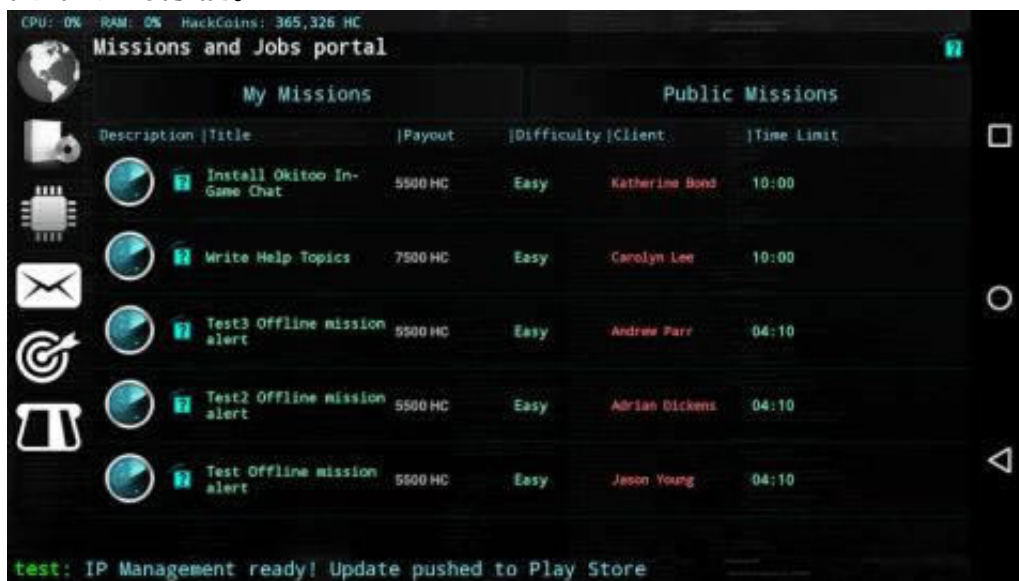 CPU: 0% RAM: 0% HackCoins: 365,326 HC
Missions and Jobs portal
?
My Missions
Public Missions
Description |Title |Payout |Difficulty |Client |Time Limit
? Install Okitoo In-
Game Chat
5500 HC Easy Katherine Bond 10:00
? Write Help Topics 7500 HC Easy Carolyn Lee 10:00
? Test3 Offline mission
alert
5500 HC Easy Andrew Parr 04:10
? Test2 Offline mission
alert
5500 HC Easy Adrian Dickens 04:10
? Test Offline mission
alert
5500 HC Easy Jason Young 04:10
test: IP Management ready! Update pushed to Play Store